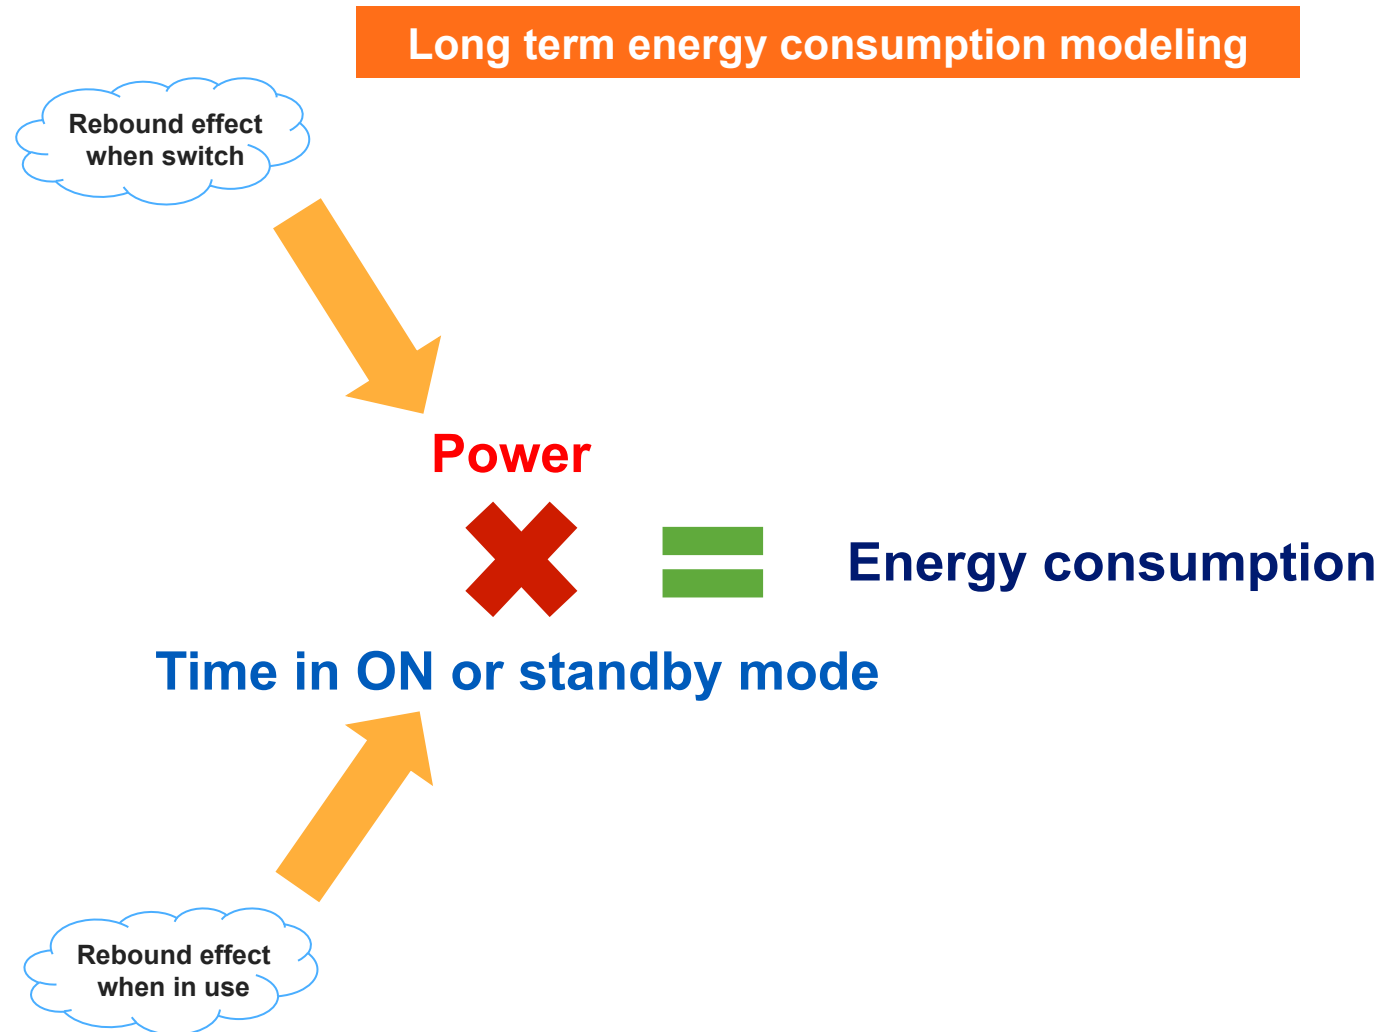 Long term energy consumption modeling
Rebound effect
when switch
Power
Energy consumption
Time in ON or standby mode
Rebound effect
when in use